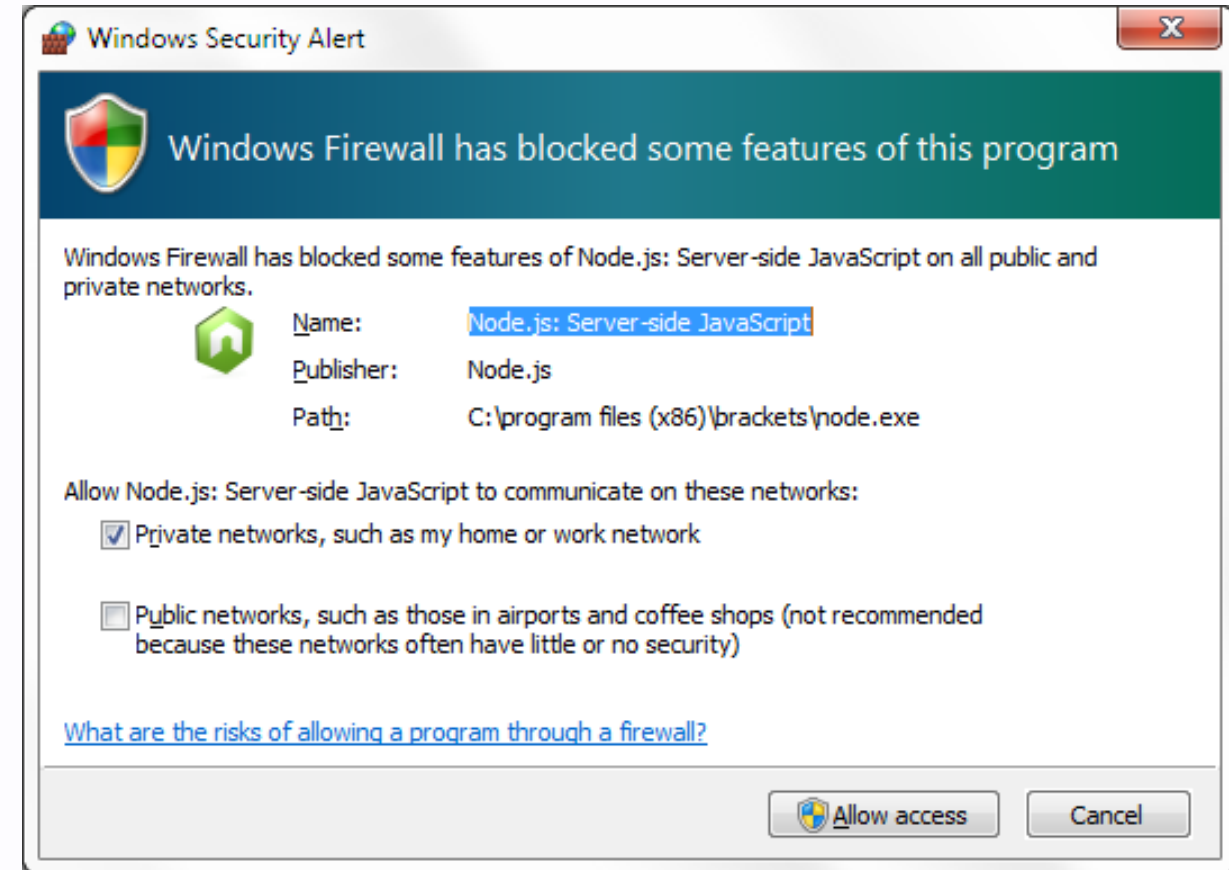 Windows Security Alert
Windows Firewall has blocked some features of this program
Windows Firewall has blocked some features of Node.js: Server-side JavaScript on all public and
private networks.
Name: Node.js: Server-side JavaScript
Publisher: Node.js
Path: C:\program files (x86)\brackets\node.exe
Allow Node.js: Server-side JavaScript to communicate on these networks:
Private networks, such as my home or work network
Public networks, such as those in airports and coffee shops (not recommended
because these networks often have little or no security)
What are the risks of allowing a program through a firewall?
Allow access Cancel